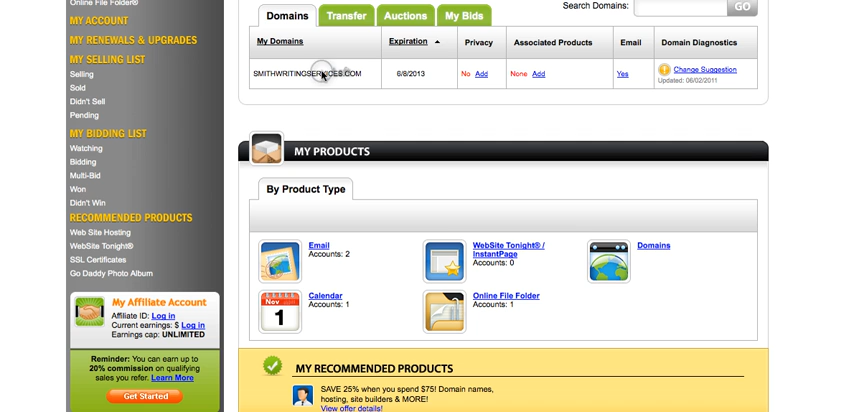 Online File Folder®
MY ACCOUNT
MY RENEWALS & UPGRADES
MY SELLING LIST
Selling
Sold
Didn't Sell
Pending
MY BIDDING LIST
Watching
Bidding
Multi-Bid
Won
Didn't Win
RECOMMENDED PRODUCTS
Web Site Hosting
WebSite Tonight®
SSL Certificates
Go Daddy Photo Album
My Affiliate Account
Affiliate ID: Log in
Current earnings: $ Log in
Earnings cap: UNLIMITED
Reminder: You can earn up to
20% commission on qualifying
sales you refer. Learn More
Get Started
Search Domains: GO
Domains Transfer Auctions My Bids
My Domains Expiration Privacy Associated Products Email Domain Diagnostics
SMITHWRITINGSERVICES.COM 6/8/2013 No Add None Add Yes Change Suggestion
Updated: 06/02/2011
MY PRODUCTS
By Product Type
Email
Accounts: 2
WebSite Tonight® /
InstantPage
Accounts: 0
Domains
Nov
1
Calendar
Accounts: 1
Online File Folder
Accounts: 1
MY RECOMMENDED PRODUCTS
SAVE 25% when you spend $75! Domain names,
hosting, site builders & MORE!
View offer details!